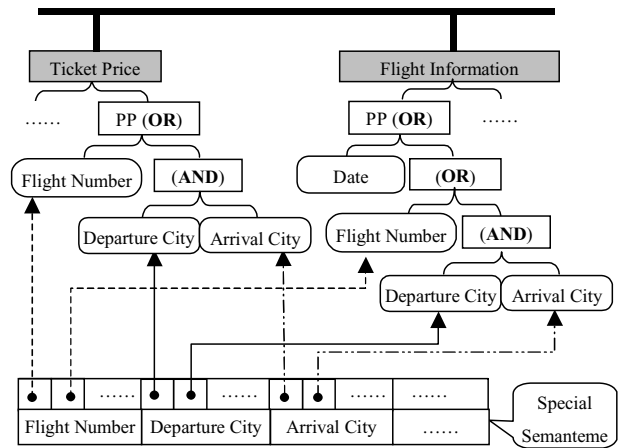 Ticket Price
Flight Information
……
PP (OR)
PP (OR)
……
Flight Number
(AND)
Date
(OR)
Departure City
Arrival City
Flight Number
(AND)
Departure City
Arrival City
……
……
……
……
Flight Number
Departure City
Arrival City
……
Special
Semanteme